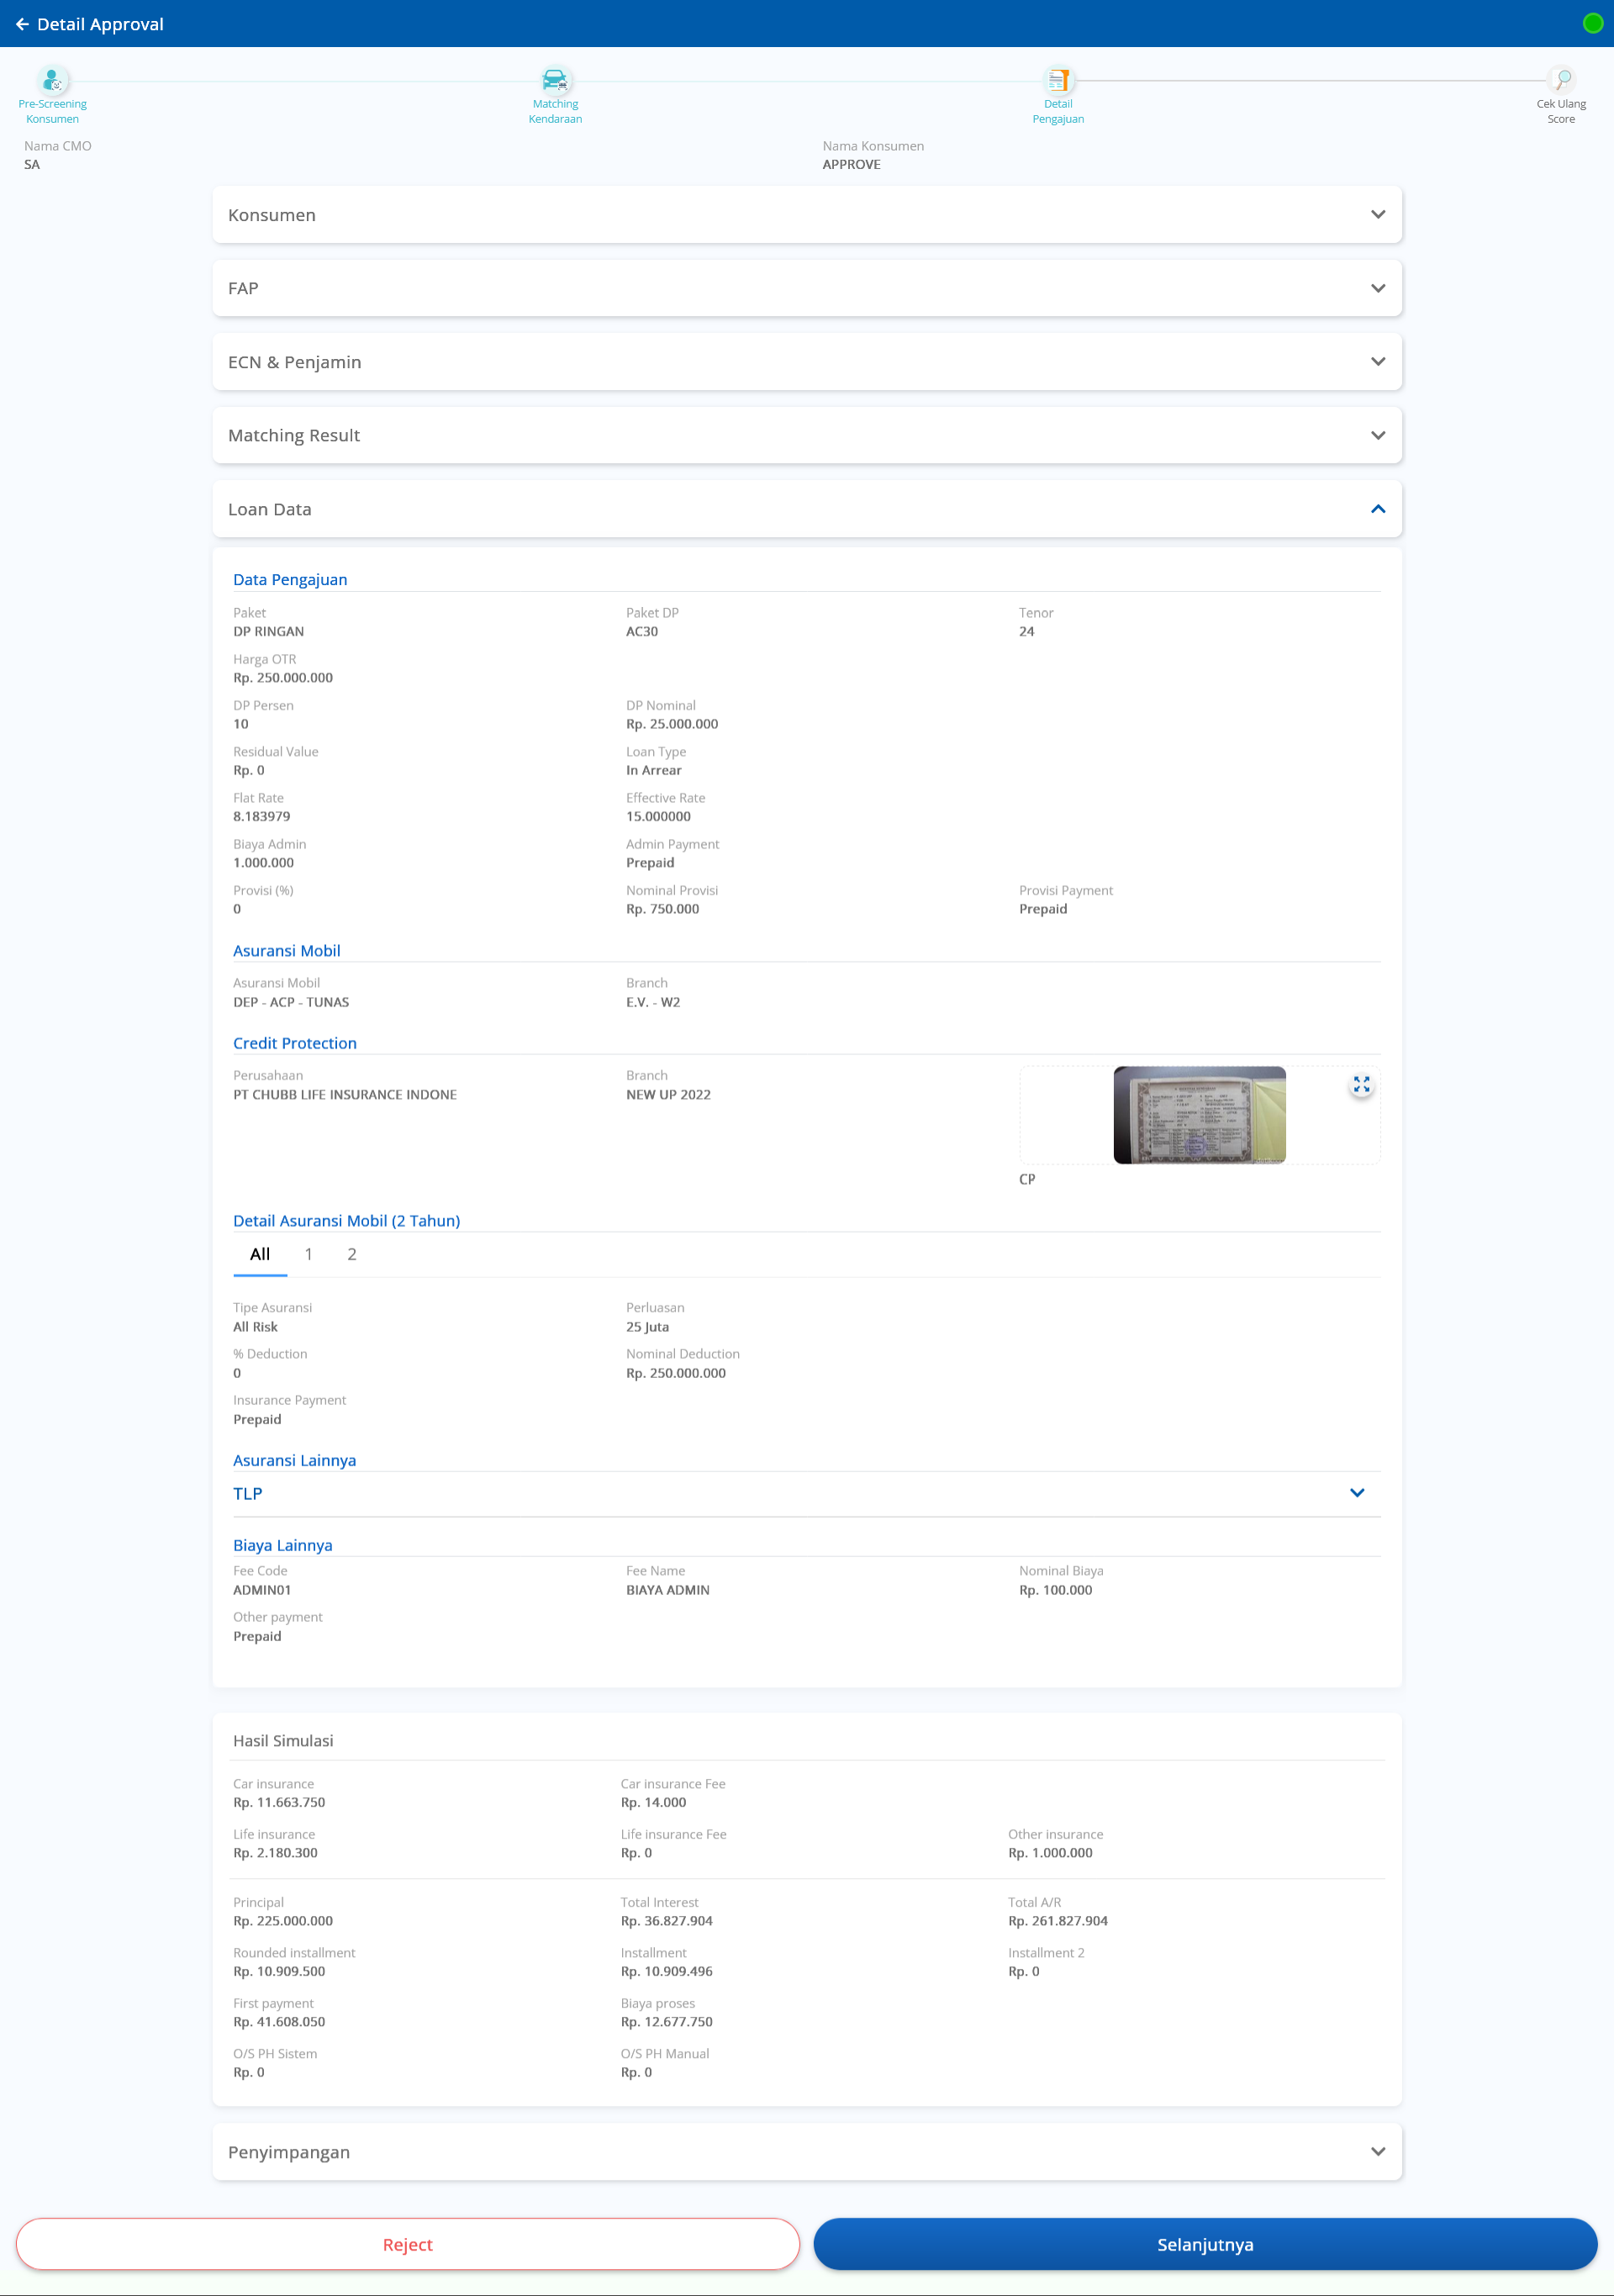 Detail Approval
Pre-Screening
Konsumen
Matching
Kendaraan
Detail
Pengajuan
Cek Ulang
Score
Nama CMO
SA
Nama Konsumen
APPROVE
Konsumen
FAP
ECN & Penjamin
Matching Result
Loan Data
Data Pengajuan
Paket
DP RINGAN
Paket DP
AC30
Tenor
24
Harga OTR
Rp. 250.000.000
DP Persen
10
DP Nominal
Rp. 25.000.000
Residual Value
Rp. 0
Loan Type
In Arrear
Flat Rate
8.183979
Effective Rate
15.000000
Biaya Admin
1.000.000
Admin Payment
Prepaid
Provisi (%)
0
Nominal Provisi
Rp. 750.000
Provisi Payment
Prepaid
Asuransi Mobil
Asuransi Mobil
DEP - ACP - TUNAS
Branch
E.V. - W2
Credit Protection
Perusahaan
PT CHUBB LIFE INSURANCE INDONE
Branch
NEW UP 2022
CP
Detail Asuransi Mobil (2 Tahun)
All 1 2
Tipe Asuransi
All Risk
Perluasan
25 Juta
% Deduction
0
Nominal Deduction
Rp. 250.000.000
Insurance Payment
Prepaid
Asuransi Lainnya
TLP
Biaya Lainnya
Fee Code
ADMIN01
Fee Name
BIAYA ADMIN
Nominal Biaya
Rp. 100.000
Other payment
Prepaid
Hasil Simulasi
Car insurance
Rp. 11.663.750
Car insurance Fee
Rp. 14.000
Life insurance
Rp. 2.180.300
Life insurance Fee
Rp. 0
Other insurance
Rp. 1.000.000
Principal
Rp. 225.000.000
Total Interest
Rp. 36.827.904
Total A/R
Rp. 261.827.904
Rounded installment
Rp. 10.909.500
Installment
Rp. 10.909.496
Installment 2
Rp. 0
First payment
Rp. 41.608.050
Biaya proses
Rp. 12.677.750
O/S PH Sistem
Rp. 0
O/S PH Manual
Rp. 0
Penyimpangan
Reject
Selanjutnya